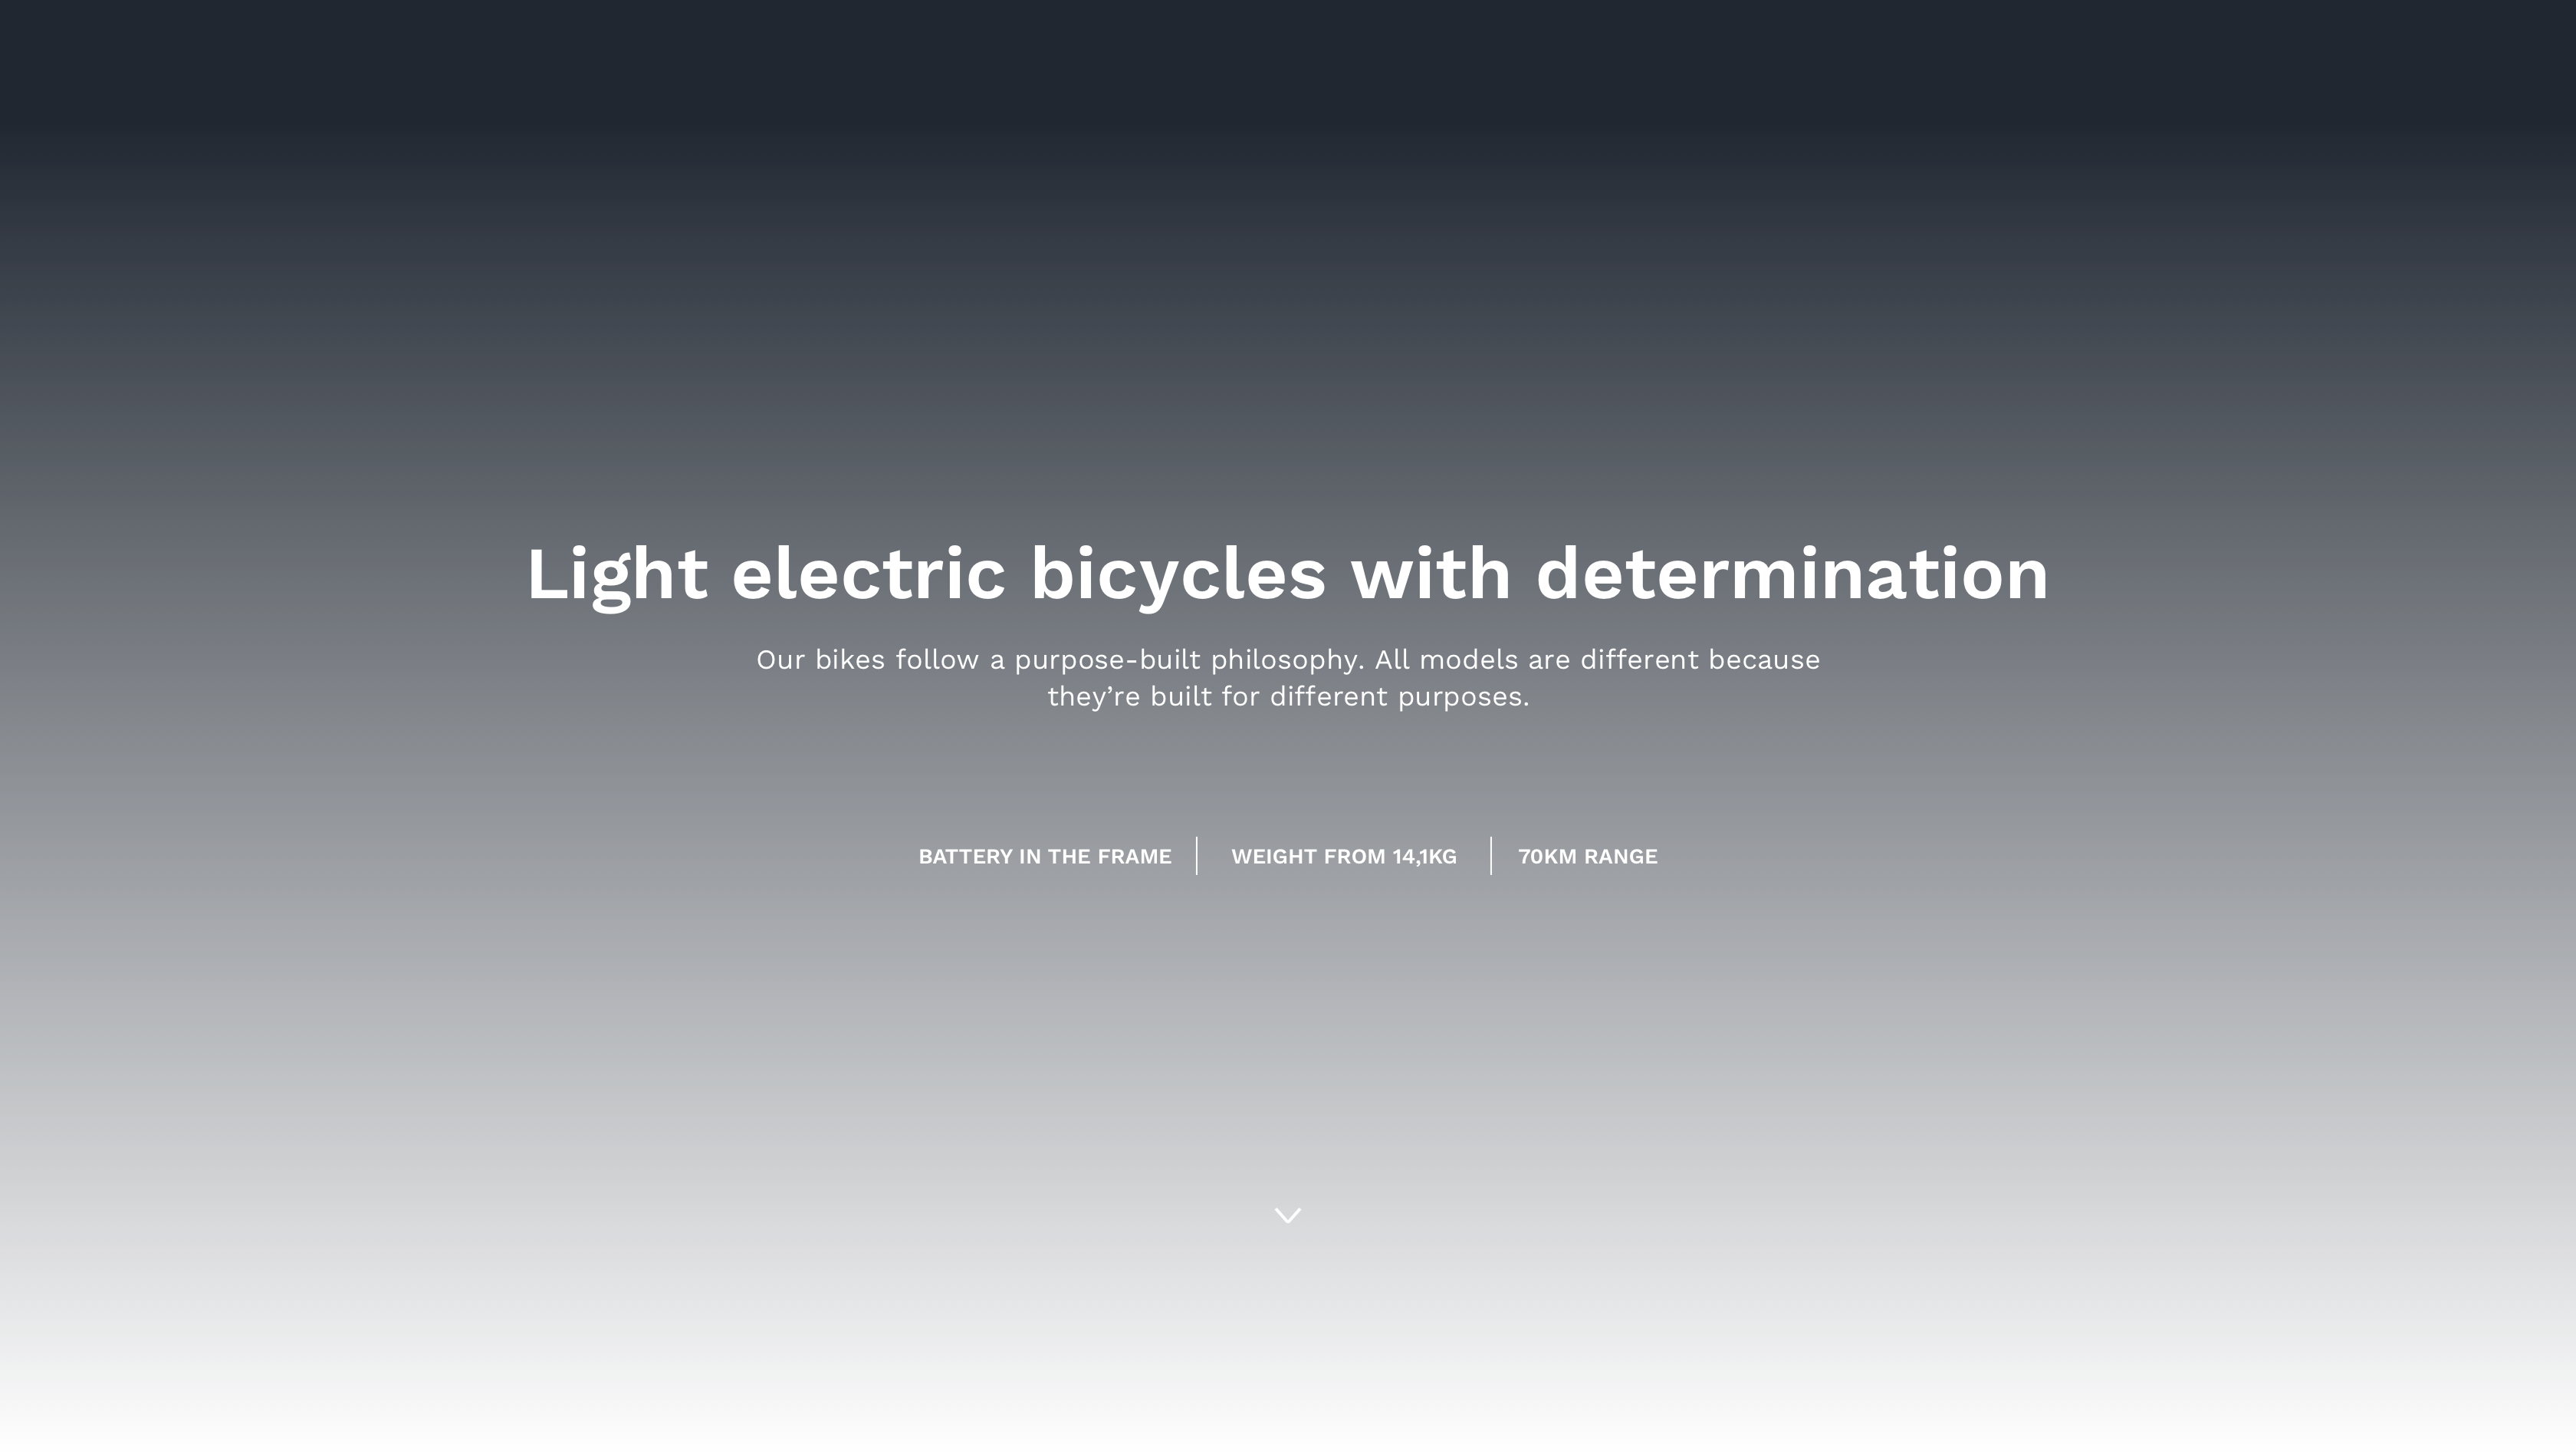 Light electric bicycles with determination
Our bikes follow a purpose-built philosophy. All models are different because
they’re built for different purposes.
BATTERY IN THE FRAME
WEIGHT FROM 14,1KG
70KM RANGE